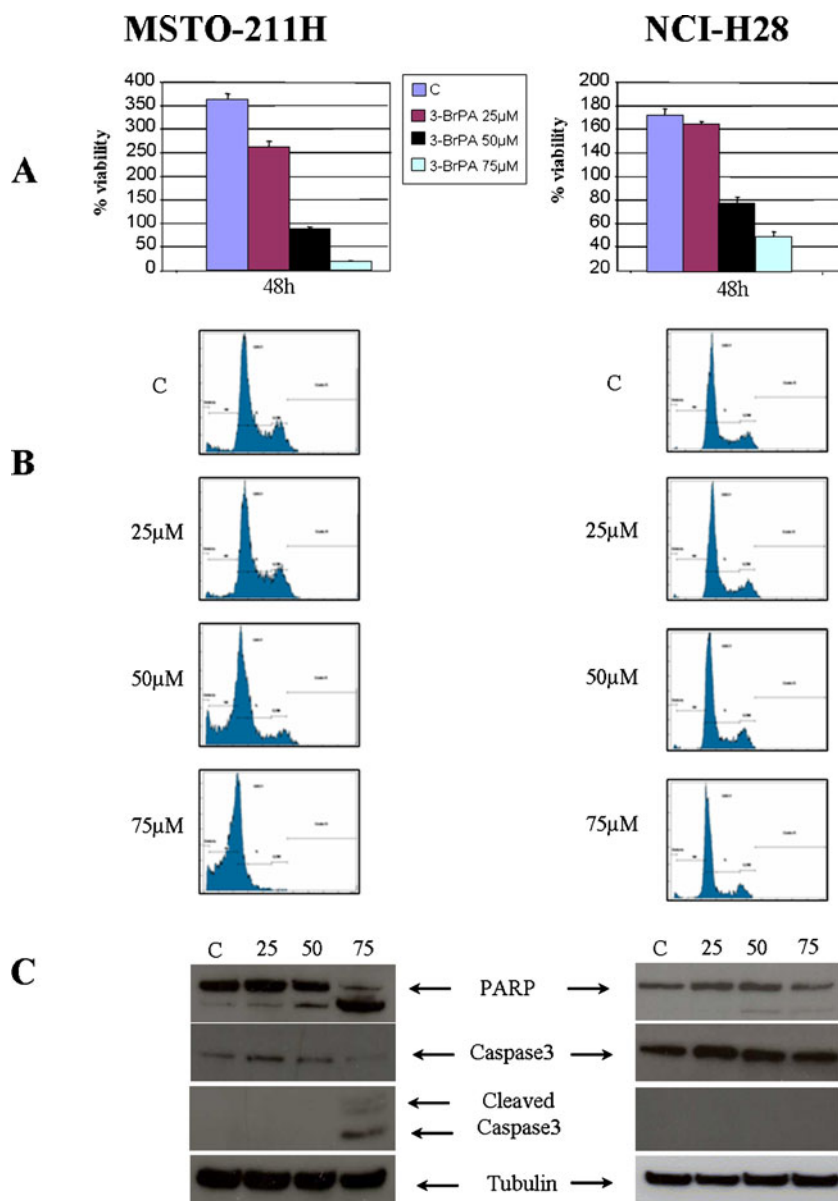 MSTO-211H NCI-H28
A
% viability
400
350
300
250
200
150
100
50
0
48h
C
3-BrPA 25µM
3-BrPA 50µM
3-BrPA 75µM
% viability
200
180
160
140
120
100
80
60
40
20
48h
B
C C
25µM 25µM
50µM 50µM
75µM 75µM
C
C 25 50 75 C 25 50 75
PARP
Caspase3
Cleaved
Caspase3
Tubulin